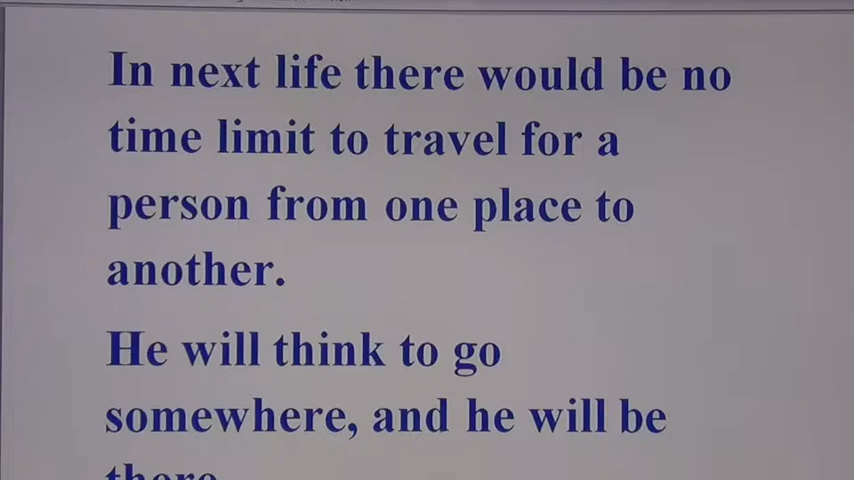 In next life there would be no
time limit to travel for a
person from one place to
another.
He will think to go
somewhere, and he will be
there